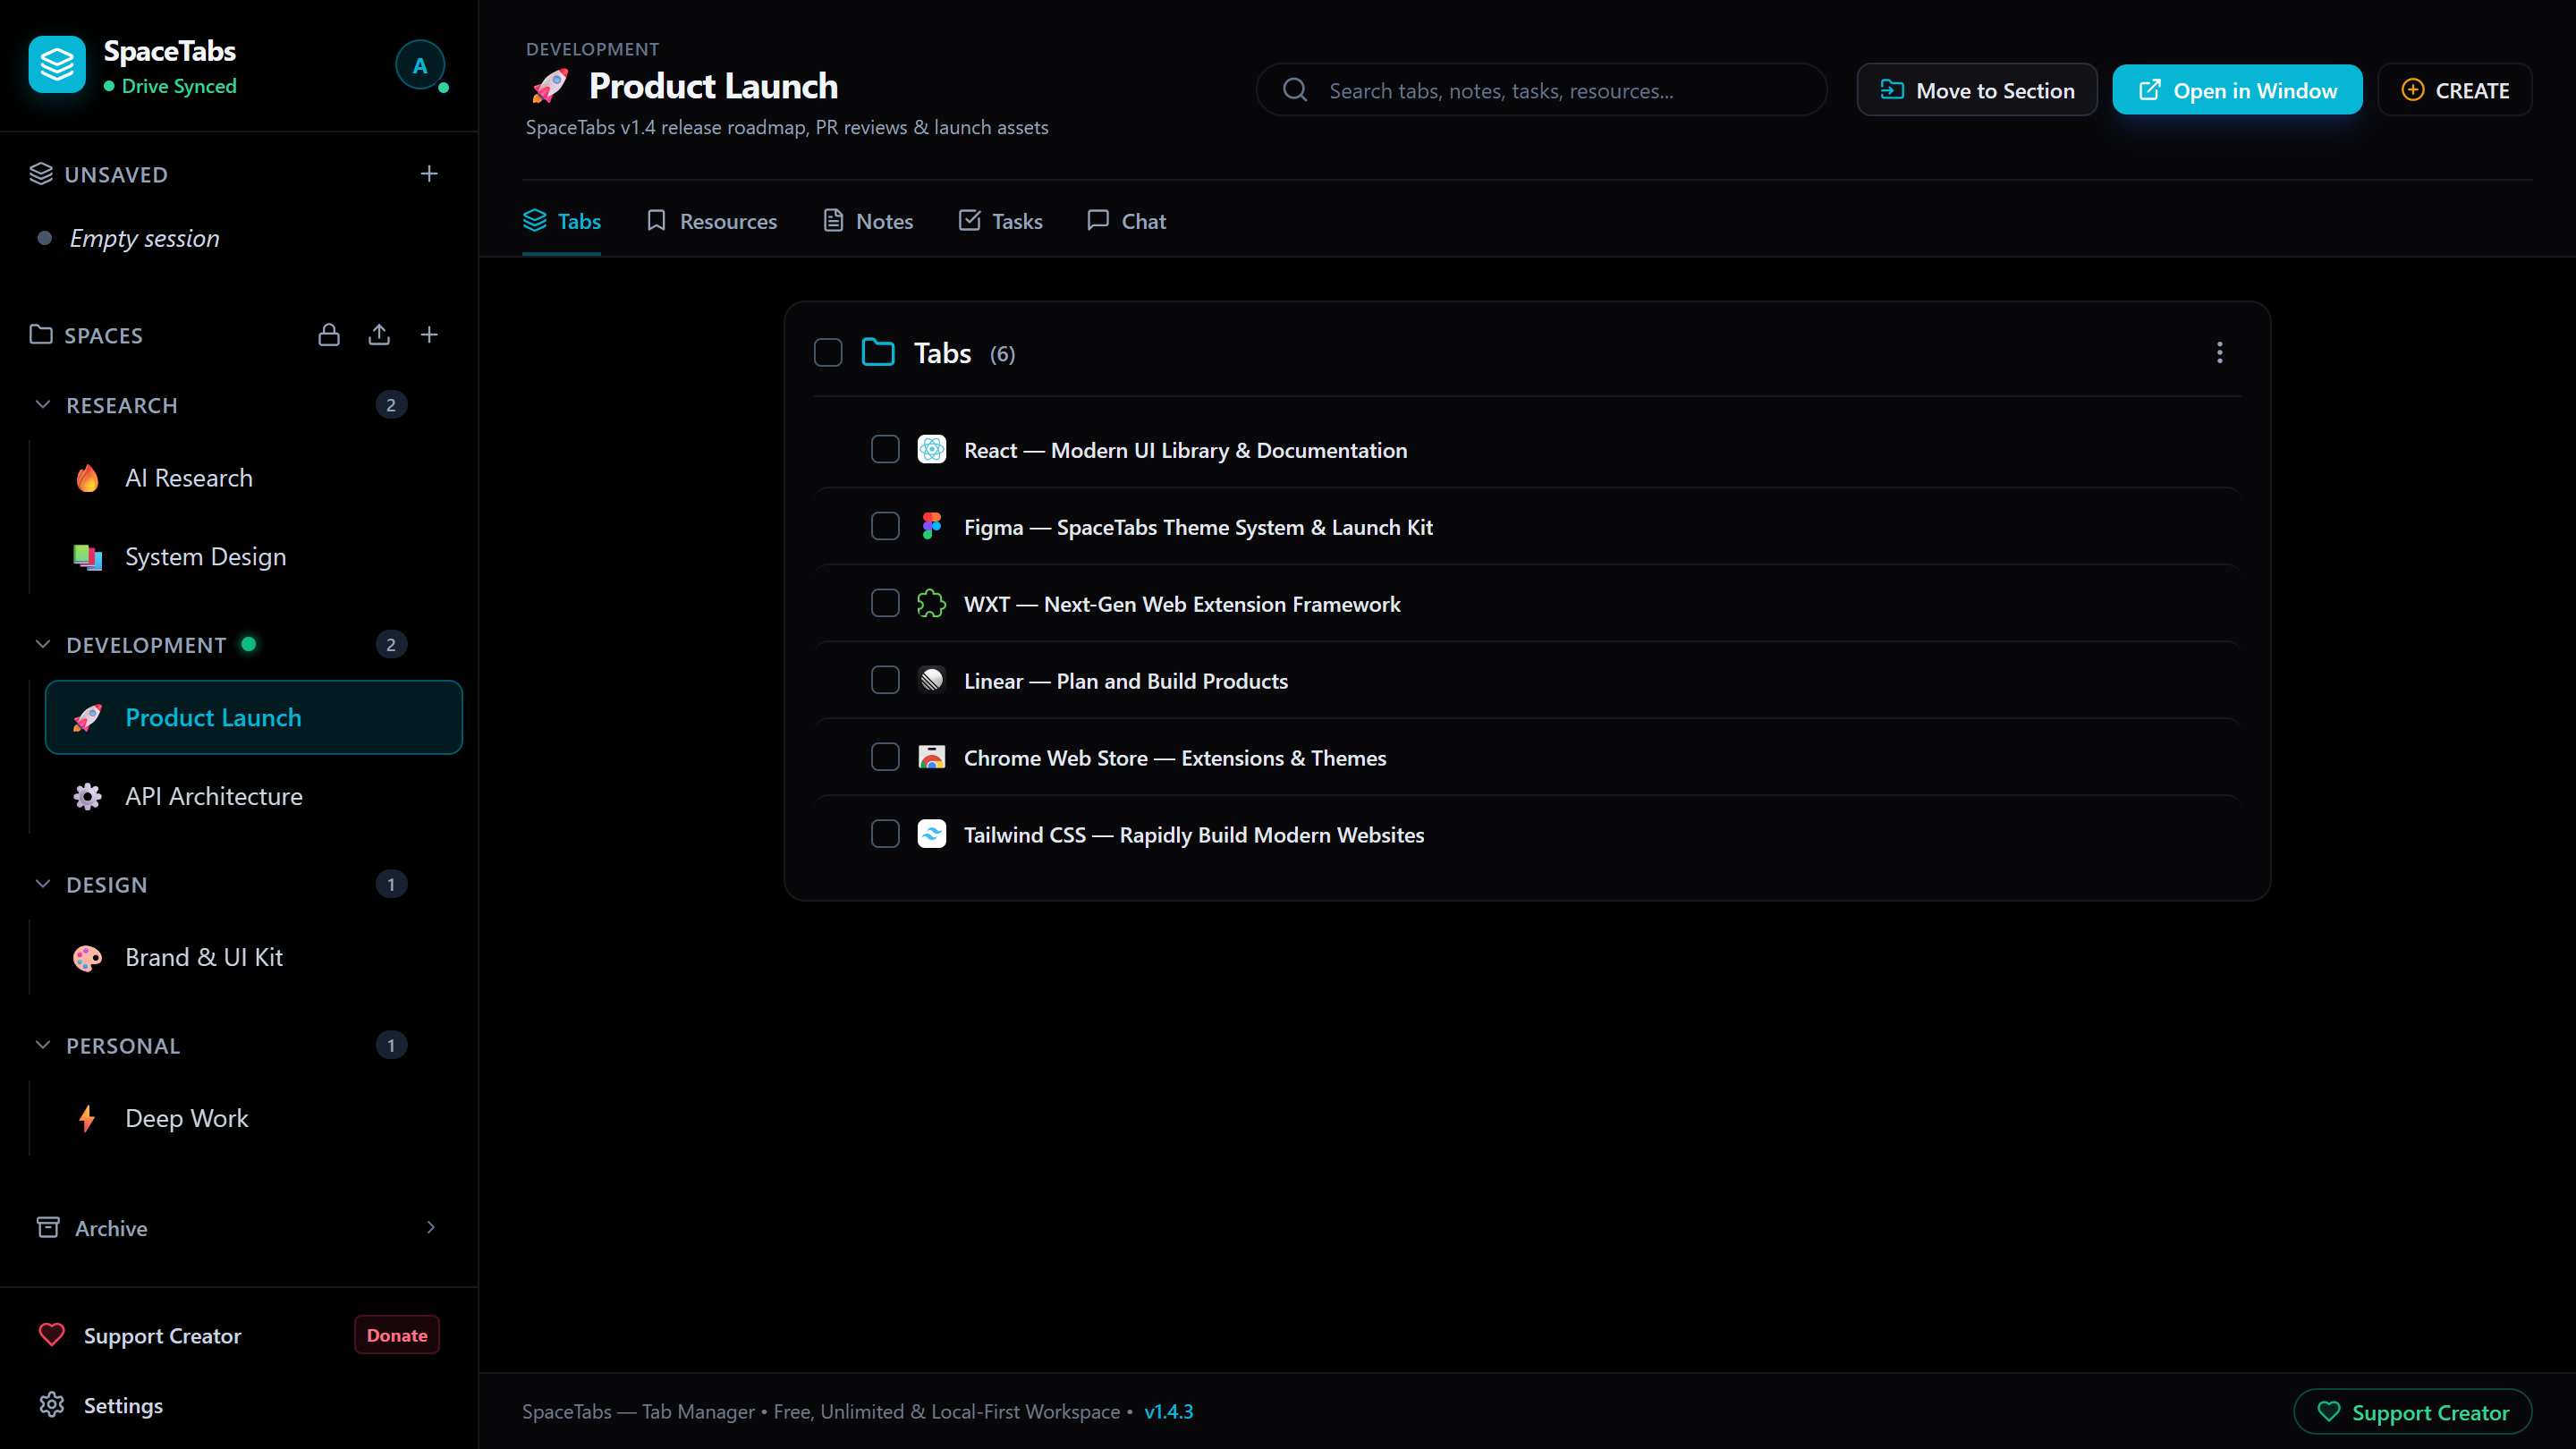 SpaceTabs
Drive Synced
A
UNSAVED
Empty session
SPACES
RESEARCH 2
AI Research
System Design
DEVELOPMENT 2
Product Launch
API Architecture
DESIGN 1
Brand & UI Kit
PERSONAL 1
Deep Work
Archive
Support Creator Donate
Settings
DEVELOPMENT
Product Launch
SpaceTabs v1.4 release roadmap, PR reviews & launch assets
Search tabs, notes, tasks, resources...
Move to Section
Open in Window
CREATE
Tabs Resources Notes Tasks Chat
Tabs (6)
React — Modern UI Library & Documentation
Figma — SpaceTabs Theme System & Launch Kit
WXT — Next-Gen Web Extension Framework
Linear — Plan and Build Products
Chrome Web Store — Extensions & Themes
Tailwind CSS — Rapidly Build Modern Websites
SpaceTabs — Tab Manager • Free, Unlimited & Local-First Workspace • v1.4.3
Support Creator